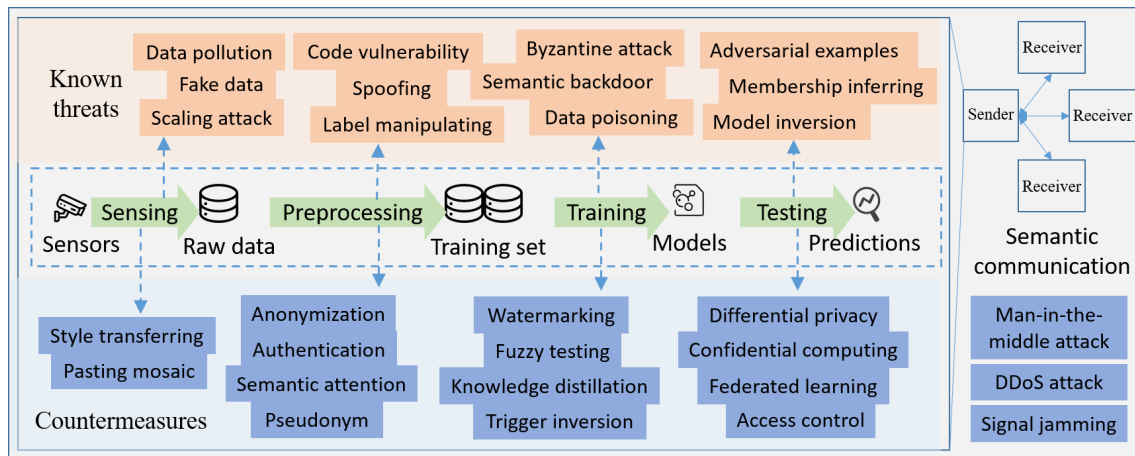 Known
threats
Data pollution
Fake data
Scaling attack
Code vulnerability
Spoofing
Label manipulating
Byzantine attack
Semantic backdoor
Data poisoning
Adversarial examples
Membership inferring
Model inversion
Sensors
Sensing
Raw data
Preprocessing
Training set
Training
Models
Testing
Predictions
Style transferring
Pasting mosaic
Countermeasures
Anonymization
Authentication
Semantic attention
Pseudonym
Watermarking
Fuzzy testing
Knowledge distillation
Trigger inversion
Differential privacy
Confidential computing
Federated learning
Access control
Receiver
Sender
Receiver
Receiver
Semantic
communication
Man-in-the-
middle attack
DDoS attack
Signal jamming